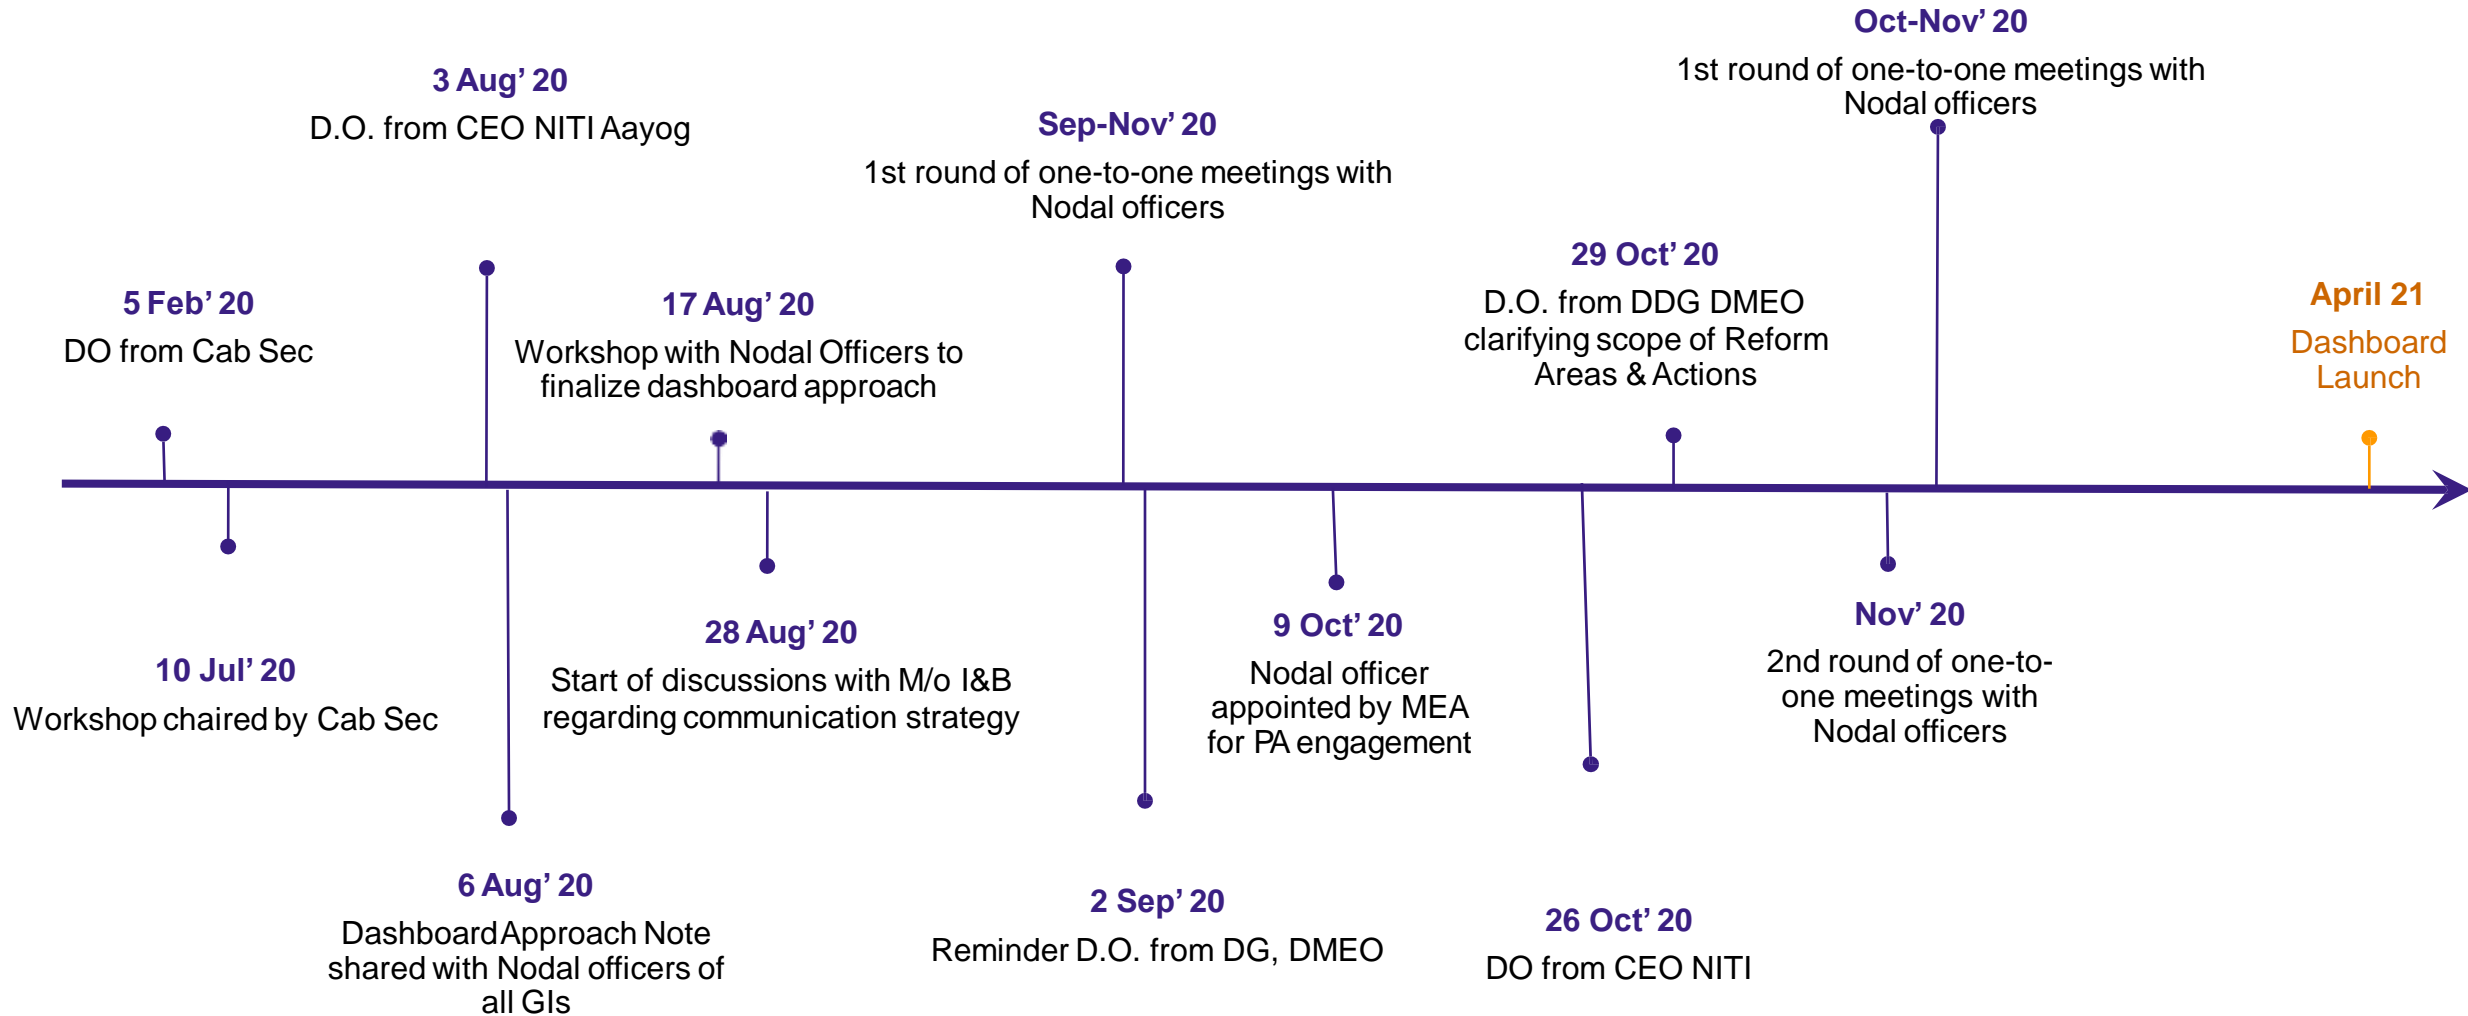 Oct-Nov’ 20
1st round of one-to-one meetings with
Nodal officers
3 Aug’ 20
D.O. from CEO NITI Aayog
Sep-Nov’ 20
1st round of one-to-one meetings with
Nodal officers
29 Oct’ 20
D.O. from DDG DMEO
clarifying scope of Reform
Areas & Actions
5 Feb’ 20
DO from Cab Sec
17 Aug’ 20
Workshop with Nodal Officers to
finalize dashboard approach
April 21
Dashboard
Launch
10 Jul’ 20
Workshop chaired by Cab Sec
28 Aug’ 20
Start of discussions with M/o I&B
regarding communication strategy
9 Oct’ 20
Nodal officer
appointed by MEA
for PA engagement
Nov’ 20
2nd round of one-to-
one meetings with
Nodal officers
6 Aug’ 20
Dashboard Approach Note
shared with Nodal officers of
all GIs
2 Sep’ 20
Reminder D.O. from DG, DMEO
26 Oct’ 20
DO from CEO NITI